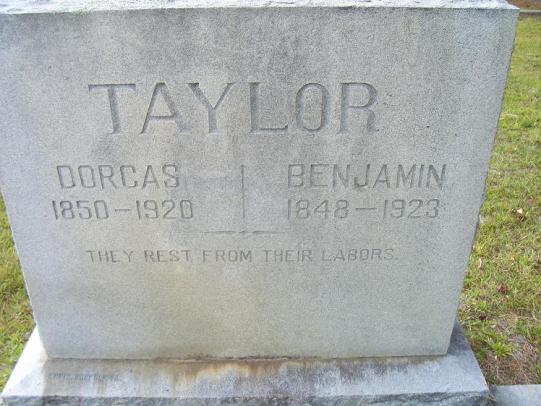 TAYLOR
DORCAS BENJAMIN
1850-1920 1848-1923
THEY REST FROM THEIR LABORS.